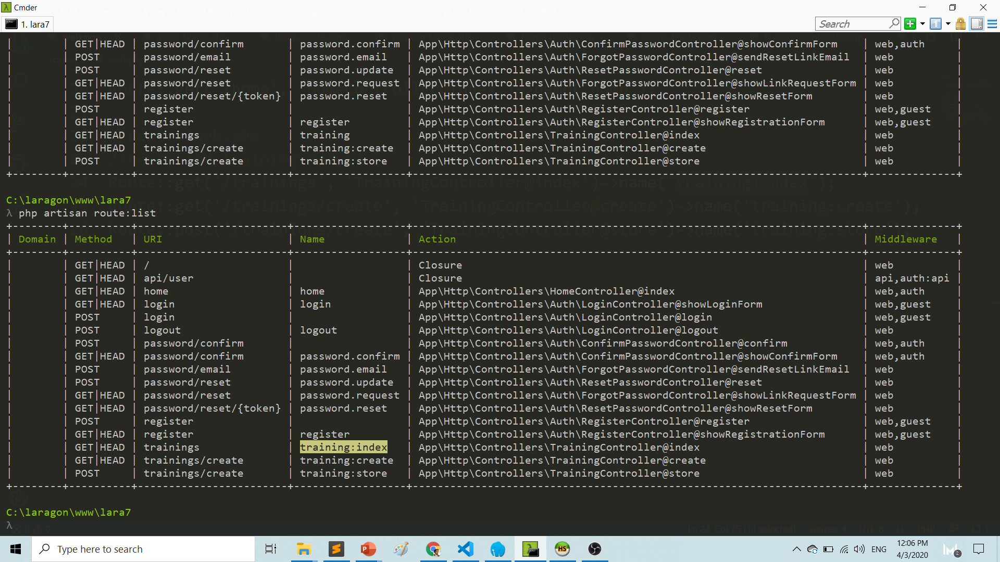 Cmder
1. lara7
Search
| | GET|HEAD | password/confirm | password.confirm | App\Http\Controllers\Auth\ConfirmPasswordController@showConfirmForm | web,auth |
| | POST | password/email | password.email | App\Http\Controllers\Auth\ForgotPasswordController@sendResetLinkEmail | web |
| | POST | password/reset | password.update | App\Http\Controllers\Auth\ResetPasswordController@reset | web |
| | GET|HEAD | password/reset | password.request | App\Http\Controllers\Auth\ForgotPasswordController@showLinkRequestForm | web |
| | GET|HEAD | password/reset/{token} | password.reset | App\Http\Controllers\Auth\ResetPasswordController@showResetForm | web |
| | POST | register | | App\Http\Controllers\Auth\RegisterController@register | web,guest |
| | GET|HEAD | register | register | App\Http\Controllers\Auth\RegisterController@showRegistrationForm | web,guest |
| | GET|HEAD | trainings | training | App\Http\Controllers\TrainingController@index | web |
| | GET|HEAD | trainings/create | training:create | App\Http\Controllers\TrainingController@create | web |
| | POST | trainings/create | training:store | App\Http\Controllers\TrainingController@store | web |
C:\laragon\www\lara7
λ php artisan route:list
| Domain | Method | URI | Name | Action | Middleware |
| | GET|HEAD | / | | Closure | web |
| | GET|HEAD | api/user | | Closure | api,auth:api |
| | GET|HEAD | home | home | App\Http\Controllers\HomeController@index | web,auth |
| | GET|HEAD | login | login | App\Http\Controllers\Auth\LoginController@showLoginForm | web,guest |
| | POST | login | | App\Http\Controllers\Auth\LoginController@login | web,guest |
| | POST | logout | logout | App\Http\Controllers\Auth\LoginController@logout | web |
| | POST | password/confirm | | App\Http\Controllers\Auth\ConfirmPasswordController@confirm | web,auth |
| | GET|HEAD | password/confirm | password.confirm | App\Http\Controllers\Auth\ConfirmPasswordController@showConfirmForm | web,auth |
| | POST | password/email | password.email | App\Http\Controllers\Auth\ForgotPasswordController@sendResetLinkEmail | web |
| | POST | password/reset | password.update | App\Http\Controllers\Auth\ResetPasswordController@reset | web |
| | GET|HEAD | password/reset | password.request | App\Http\Controllers\Auth\ForgotPasswordController@showLinkRequestForm | web |
| | GET|HEAD | password/reset/{token} | password.reset | App\Http\Controllers\Auth\ResetPasswordController@showResetForm | web |
| | POST | register | | App\Http\Controllers\Auth\RegisterController@register | web,guest |
| | GET|HEAD | register | register | App\Http\Controllers\Auth\RegisterController@showRegistrationForm | web,guest |
| | GET|HEAD | trainings | training:index | App\Http\Controllers\TrainingController@index | web |
| | GET|HEAD | trainings/create | training:create | App\Http\Controllers\TrainingController@create | web |
| | POST | trainings/create | training:store | App\Http\Controllers\TrainingController@store | web |
C:\laragon\www\lara7
λ
Type here to search
ENG
12:06 PM
4/3/2020
2